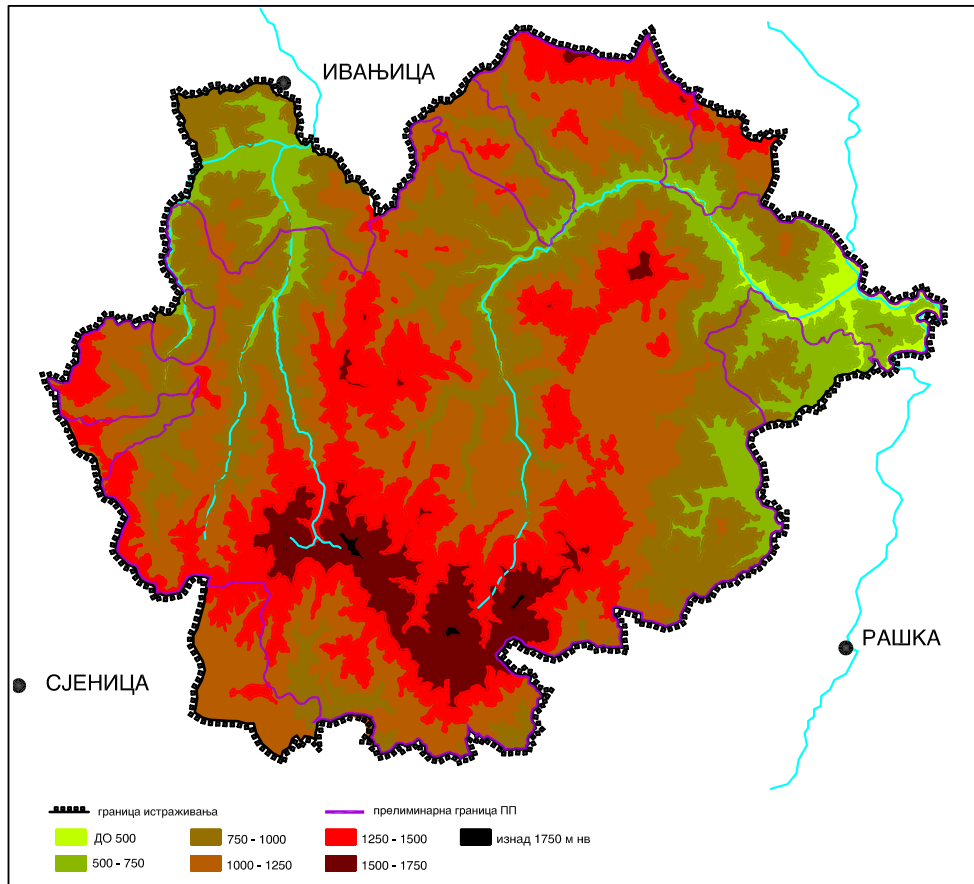 ИВАЊИЦА
РАШКА
СЈЕНИЦА
граница истраживања
прелиминарна граница ПП
ДО 500
750 - 1000
1250 - 1500
изнад 1750 м нв
500 - 750
1000 - 1250
1500 - 1750